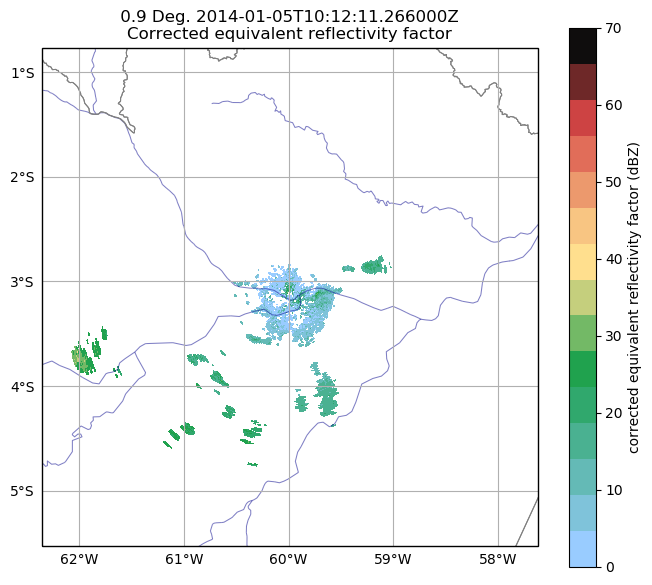 0.9 Deg. 2014-01-05T10:12:11.266000Z
Corrected equivalent reflectivity factor
1°S
2°S
3°S
4°S
5°S
62°W 61°W 60°W 59°W 58°W
70
60
50
40
30
20
10
0
corrected equivalent reflectivity factor (dBZ)